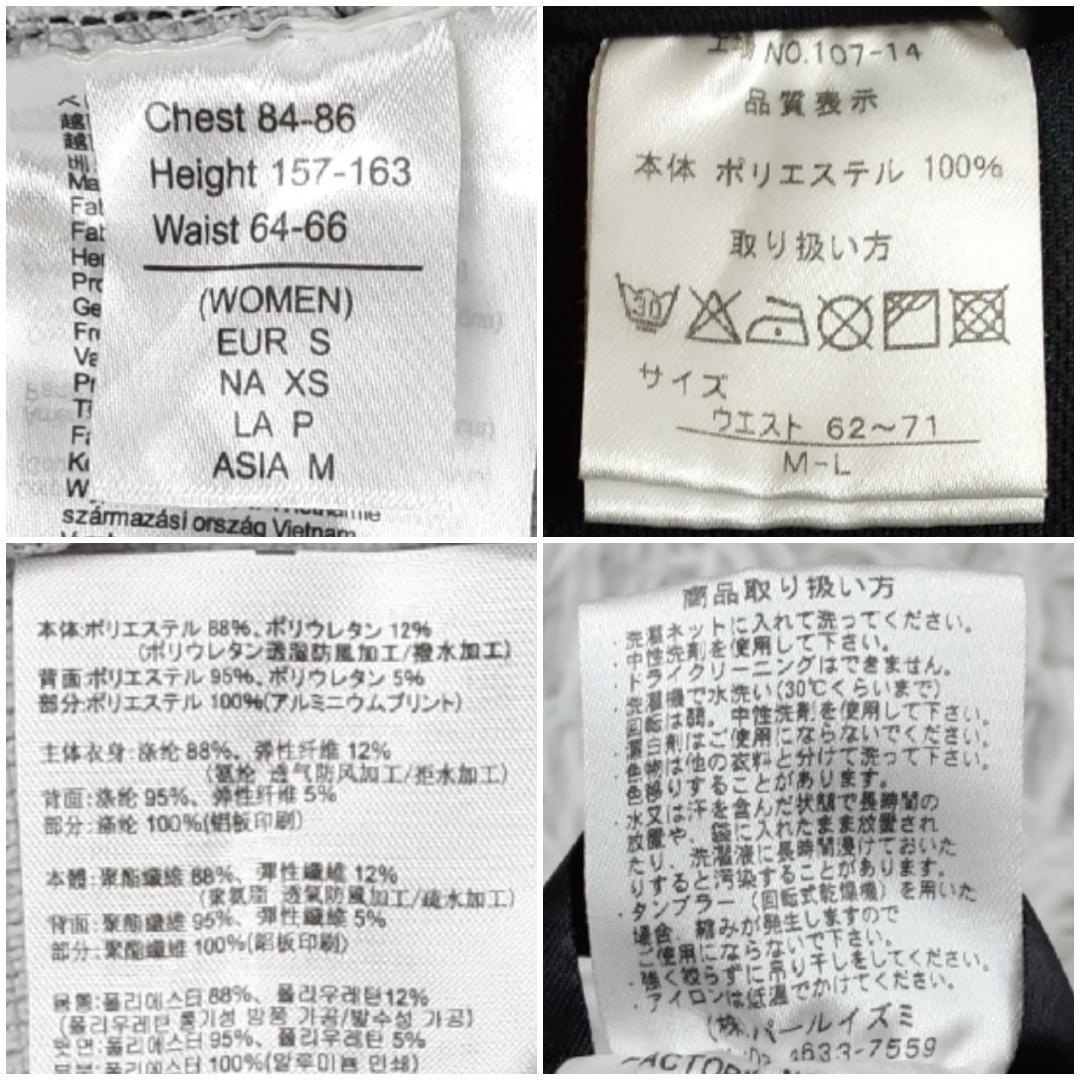 Chest 84-86
Height 157-163
Waist 64-66
(WOMEN)
EUR S
NA XS
LA P
ASIA M
származási ország Vietnam
NO.107-14
品質表示
本体 ポリエステル 100%
取り扱い方
30
サイズ
ウエスト 62〜71
M-L
本体:ポリエステル 88%、ポリウレタン 12%
(ポリウレタン透湿防風加工/撥水加工)
背面:ポリエステル 95%、ポリウレタン 5%
部分:ポリエステル 100%(アルミニウムプリント)
主体衣身:涤纶 88%、弹性纤维 12%
(氨纶 透气防风加工/拒水加工)
背面:涤纶 95%、弹性纤维 5%
部分:涤纶 100%(铝板印刷)
本體:聚酯纖維 88%、彈性纖維 12%
(聚氨脂 透氣防風加工/疏水加工)
背面:聚酯纖維 95%、彈性纖維 5%
部分:聚酯纖維 100%(鋁板印刷)
몸통:폴리에스터 88%、폴리우레탄 12%
(폴리우레탄 통기성 방풍 가공/발수성 가공)
뒷면:폴리에스터 95%、폴리우레탄 5%
부분:폴리에스터 100%(알루미늄 인쇄)
商品取り扱い方
・洗濯ネットに入れて洗ってください。
・中性洗剤を使用して下さい。
・ドライクリーニングはできません。
・洗濯機で水洗い(30℃くらいまで)
回転は弱。中性洗剤を使用して下さい。
・漂白剤はご使用にならないでください。
・色物は他の衣料と分けて洗って下さい。
色移りすることがあります。
・水又は汗を含んだ状態で長時間の
放置や、袋に入れたまま放置され
たり、洗濯液に長時間浸けておいた
りすると汚染することがあります。
・タンブラー(回転式乾燥機)を用いた
場合、縮みが発生しますので
ご使用にならないで下さい。
・強く絞らずに吊り干しをしてください。
・アイロンは低温でかけてください。
(株)パールイズミ
4633-7559
FACTORY